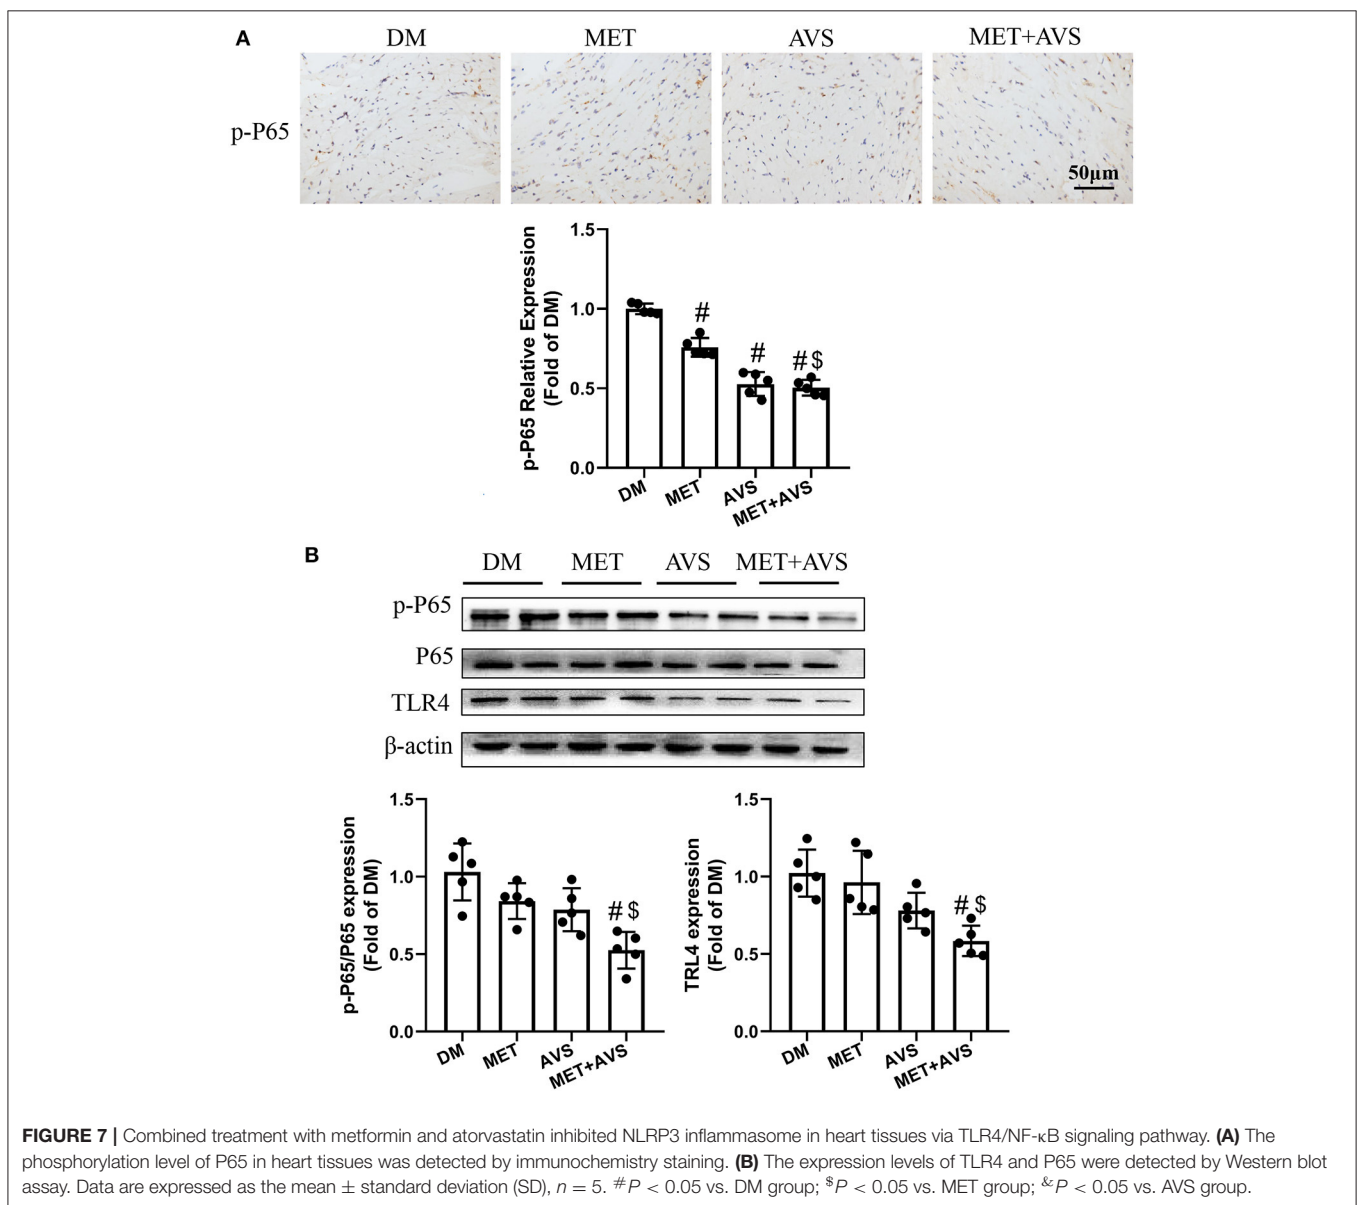 A
DM MET AVS MET+AVS
p-P65
50μm
p-P65 Relative Expression
(Fold of DM)
1.5
1.0
0.5
0.0
#
#
# $
DM MET AVS MET+AVS
B
DM MET AVS MET+AVS
p-P65
P65
TLR4
β-actin
p-P65/P65 expression
(Fold of DM)
1.5
1.0
0.5
0.0
# $
DM MET AVS MET+AVS
TRL4 expression
(Fold of DM)
1.5
1.0
0.5
0.0
# $
DM MET AVS MET+AVS
FIGURE 7 | Combined treatment with metformin and atorvastatin inhibited NLRP3 inflammasome in heart tissues via TLR4/NF-κB signaling pathway. (A) The
phosphorylation level of P65 in heart tissues was detected by immunochemistry staining. (B) The expression levels of TLR4 and P65 were detected by Western blot
assay. Data are expressed as the mean ± standard deviation (SD), n = 5. #P < 0.05 vs. DM group; $P < 0.05 vs. MET group; &P < 0.05 vs. AVS group.